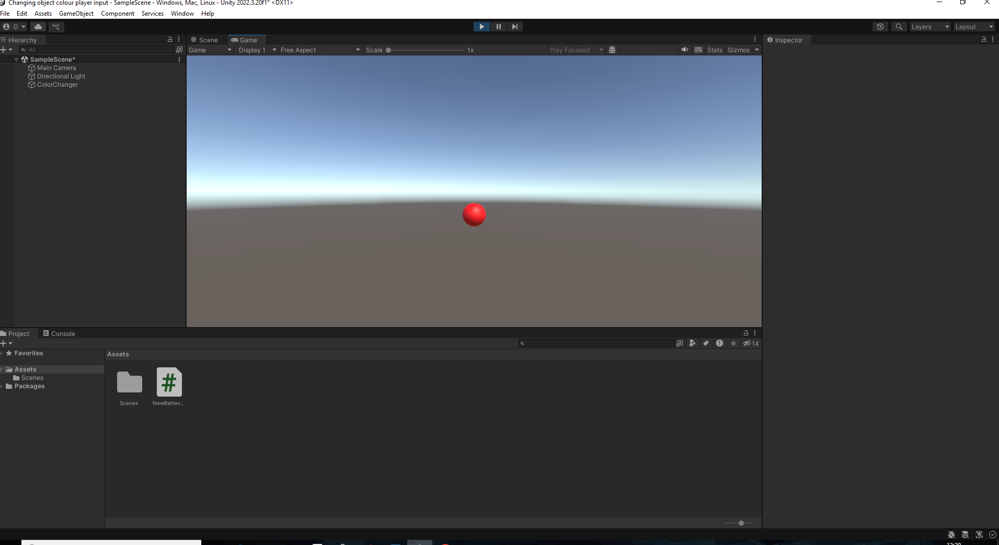 Changing object colour player input - SampleScene - Windows, Mac, Linux - Unity 2022.3.20f1* <DX11>
File Edit Assets GameObject Component Services Window Help
D Layers Layout
Hierarchy Scene Game Inspector
All Game Display 1 Free Aspect Scale 1x Play Focused Stats Gizmos
SampleScene*
Main Camera
Directional Light
ColorChanger
Project Console
14
Favorites Assets
Assets
Scenes
Packages
Scenes NewBehav...